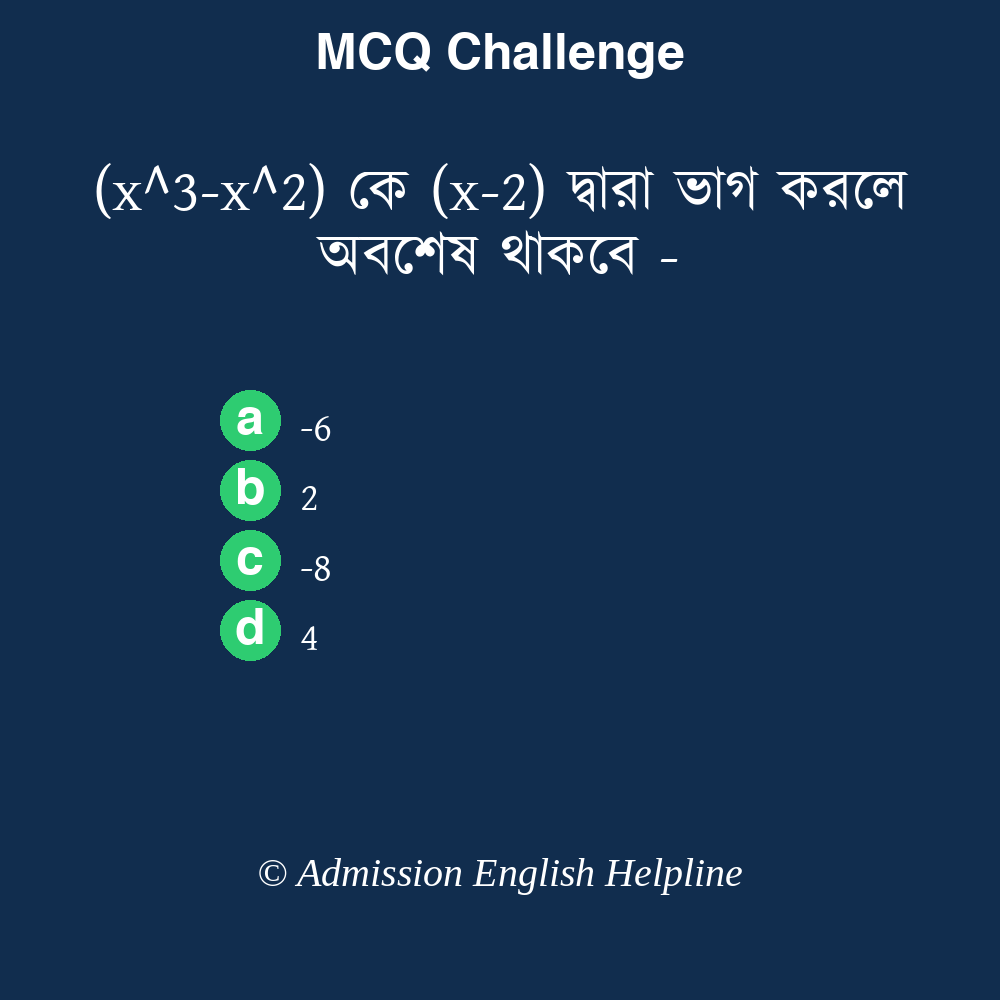 MCQ Challenge
(x^3-x^2) কে (x-2) দ্বারা ভাগ করলে
অবশেষ থাকবে -
a -6
b 2
c -8
d 4
© Admission English Helpline